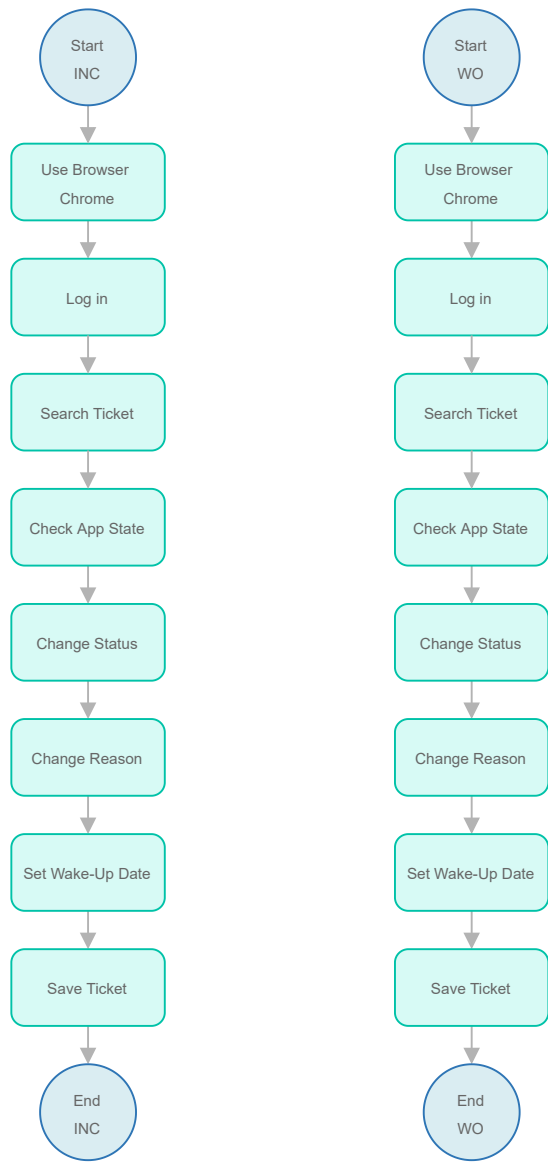 Start
INC
Use Browser
Chrome
Log in
Search Ticket
Check App State
Change Status
Change Reason
Set Wake-Up Date
Save Ticket
End
INC
Start
WO
Use Browser
Chrome
Log in
Search Ticket
Check App State
Change Status
Change Reason
Set Wake-Up Date
Save Ticket
End
WO